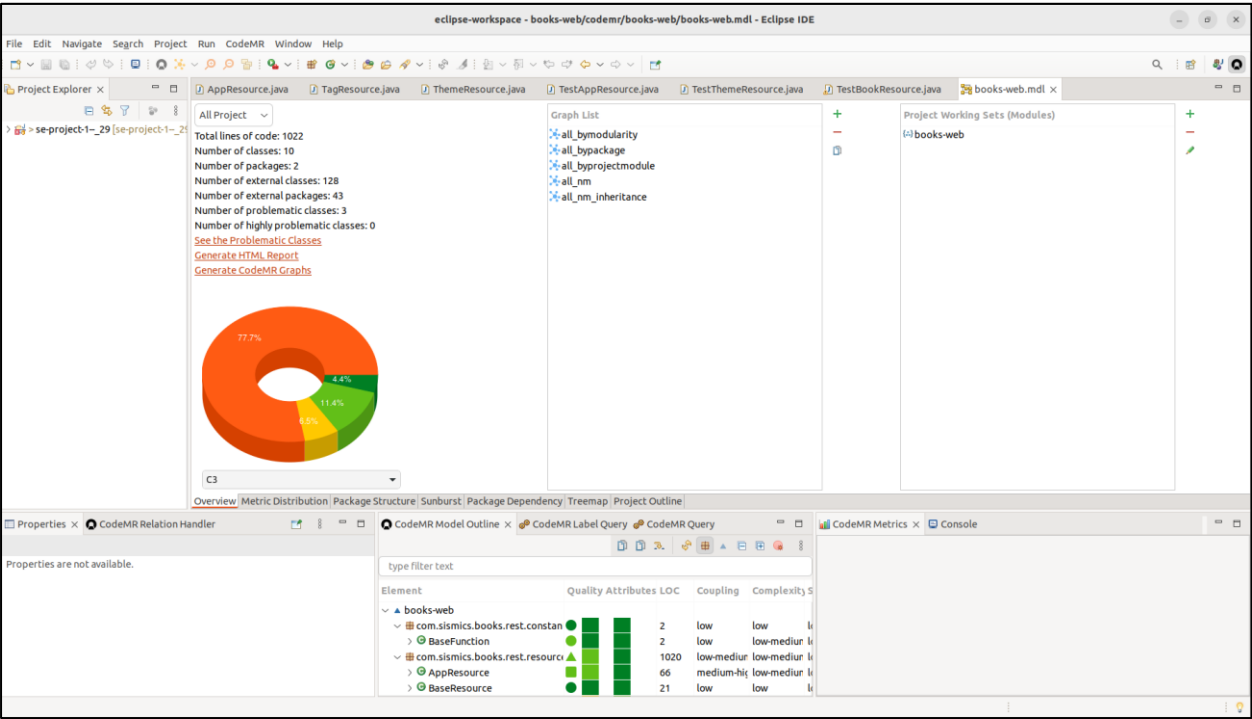 eclipse-workspace - books-web/codemr/books-web/books-web.mdl - Eclipse IDE
File Edit Navigate Search Project Run CodeMR Window Help
Project Explorer
AppResource.java TagResource.java ThemeResource.java TestAppResource.java TestThemeResource.java TestBookResource.java books-web.mdl
> se-project-1--_29 [se-project-1--_29
All Project
Total lines of code: 1022
Number of classes: 10
Number of packages: 2
Number of external classes: 128
Number of external packages: 43
Number of problematic classes: 3
Number of highly problematic classes: 0
See the Problematic Classes
Generate HTML Report
Generate CodeMR Graphs
77.7%
4.4%
11.4%
6.5%
C3
Graph List
all_bymodularity
all_bypackage
all_byprojectmodule
all_nm
all_nm_inheritance
Project Working Sets (Modules)
books-web
Overview Metric Distribution Package Structure Sunburst Package Dependency Treemap Project Outline
Properties CodeMR Relation Handler
Properties are not available.
CodeMR Model Outline CodeMR Label Query CodeMR Query
type filter text
Element Quality Attributes LOC Coupling Complexity S
books-web
com.sismics.books.rest.constan 2 low low
BaseFunction 2 low low-medium
com.sismics.books.rest.resource 1020 low-medium low-medium
AppResource 66 medium-hig low-medium
BaseResource 21 low low
CodeMR Metrics Console